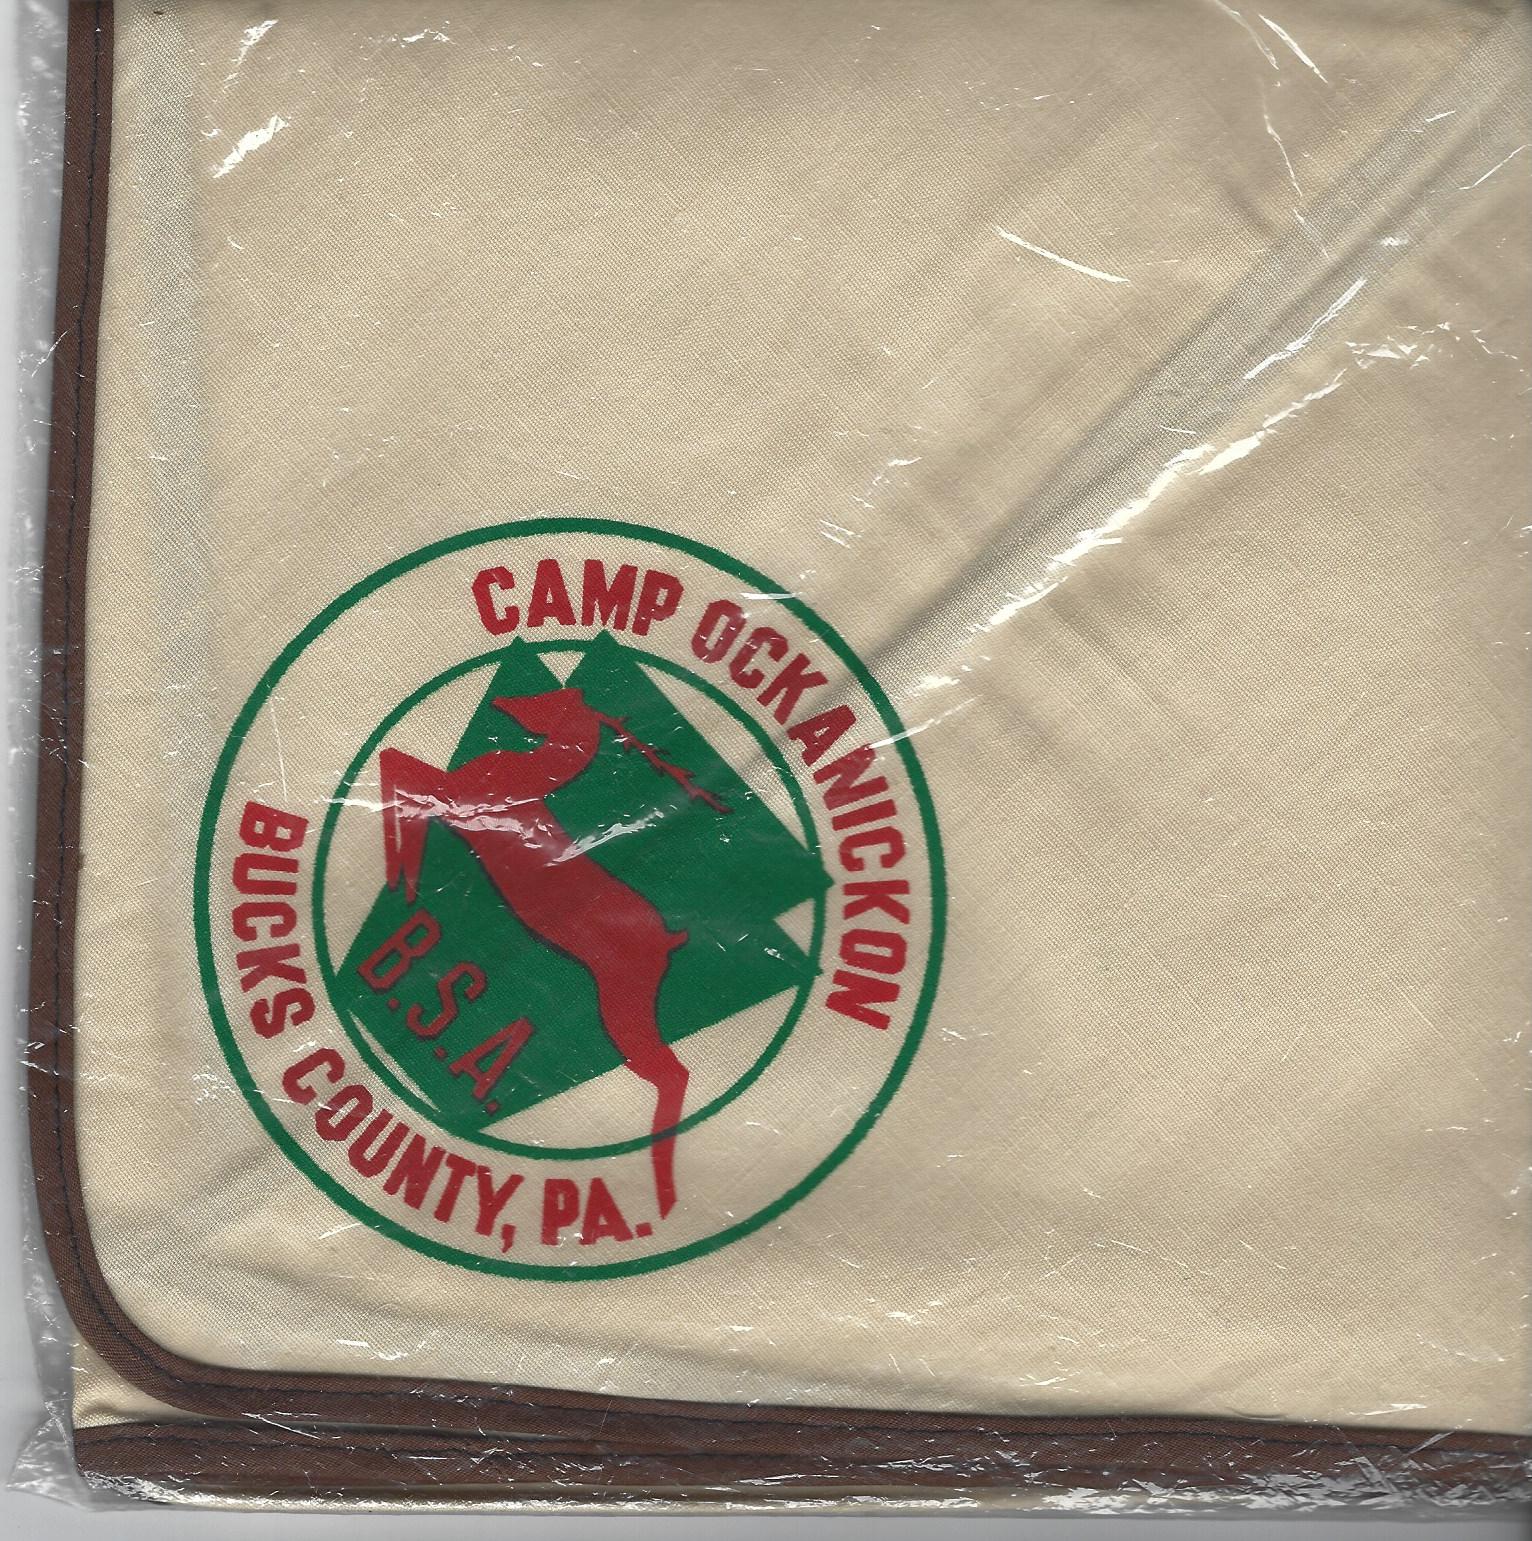 CAMP OCKANICKON
B.S.A.
BUCKS COUNTY, PA.